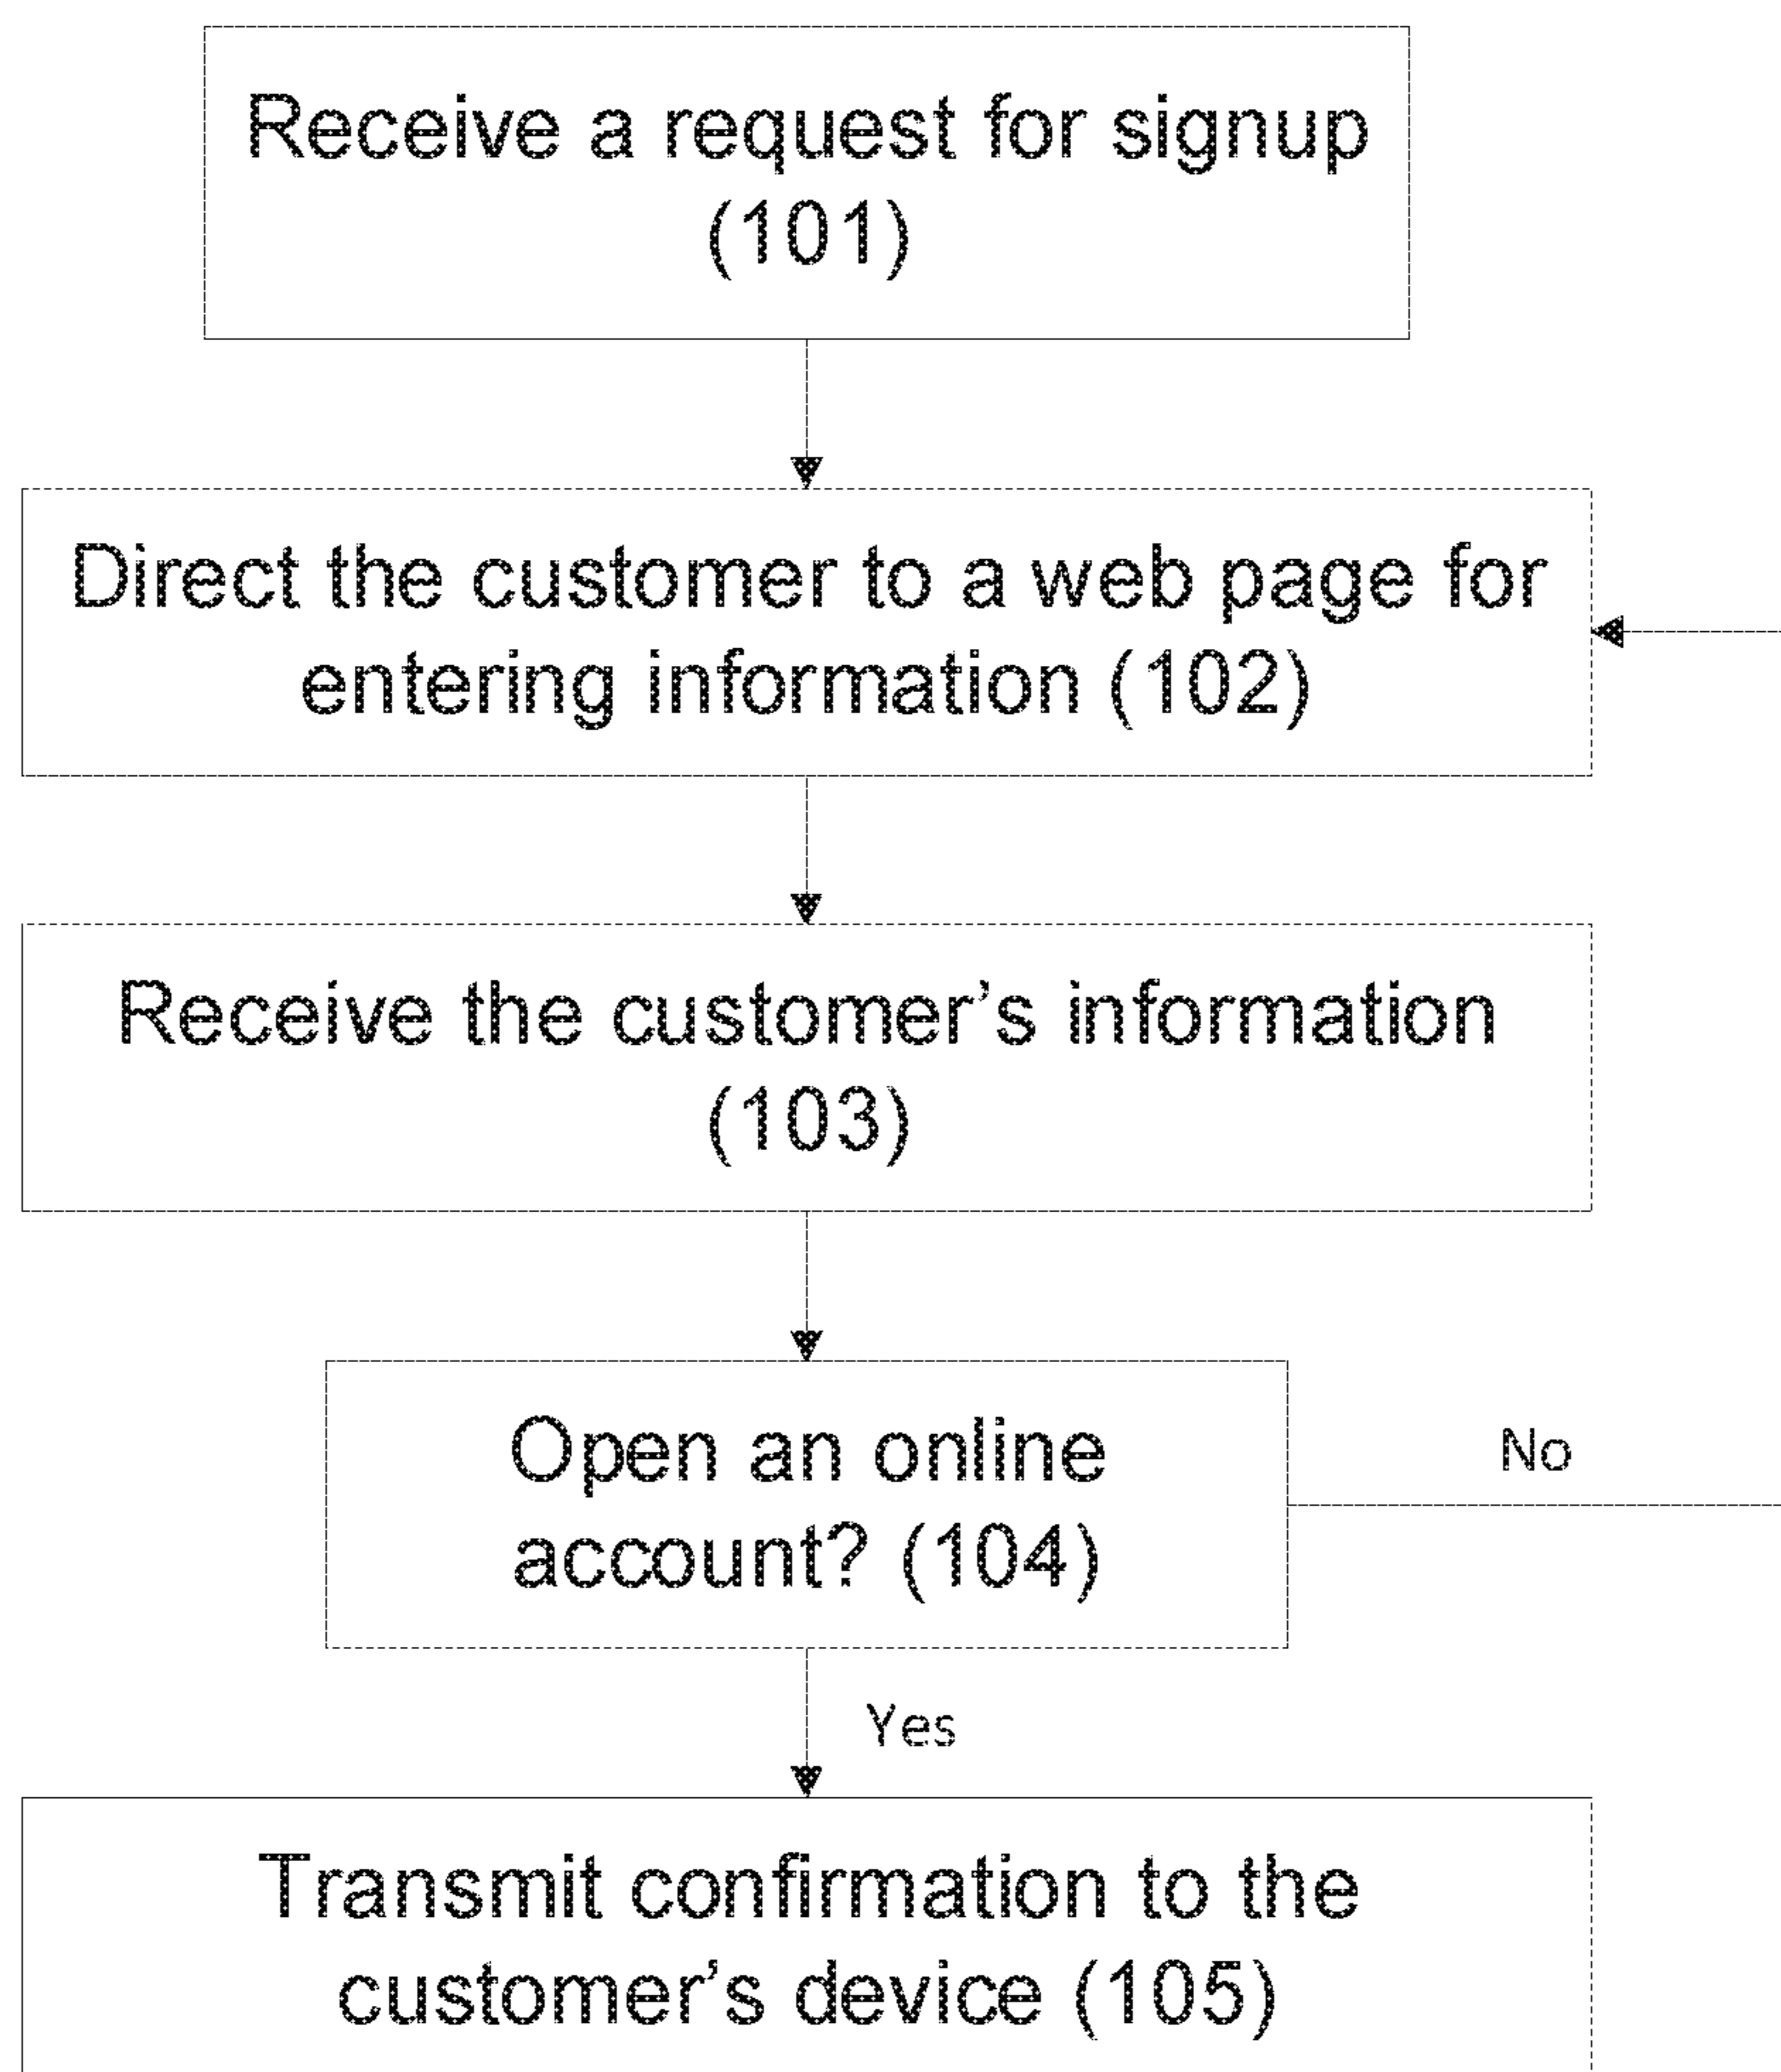 Receive a request for signup
(101)
Direct the customer to a web page for
entering information (102)
Receive the customer’s information
(103)
Open an online
account? (104)
No
Yes
Transmit confirmation to the
customer’s device (105)